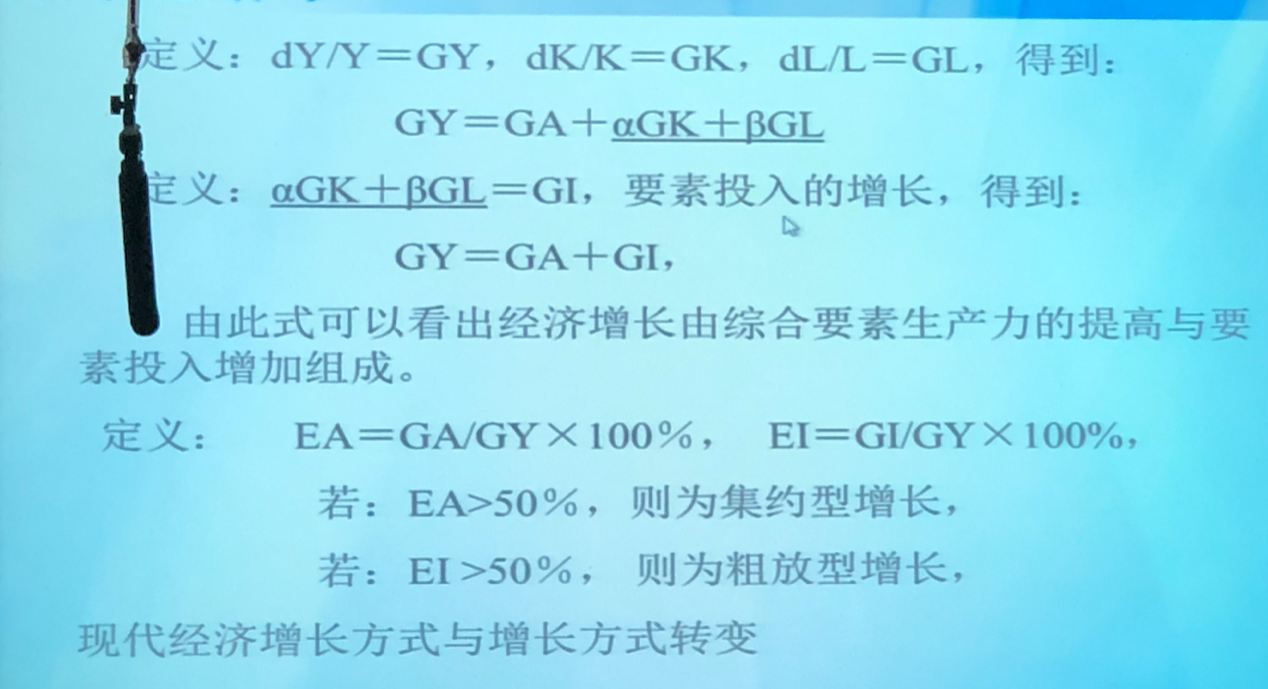 定义：dY/Y＝GY，dK/K＝GK，dL/L＝GL，得到：
GY＝GA＋αGK＋βGL
定义：αGK＋βGL＝GI，要素投入的增长，得到：
GY＝GA＋GI，
由此式可以看出经济增长由综合要素生产力的提高与要
素投入增加组成。
定义： EA＝GA/GY×100％， EI＝GI/GY×100%，
若：EA>50％，则为集约型增长，
若：EI >50％， 则为粗放型增长，
现代经济增长方式与增长方式转变